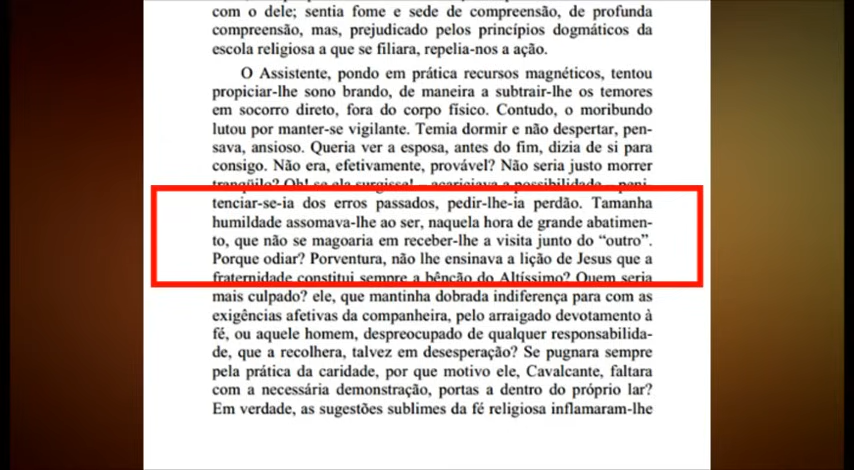 com o dele; sentia fome e sede de compreensão, de profunda
compreensão, mas, prejudicado pelos princípios dogmáticos da
escola religiosa a que se filiara, repelia-nos a ação.
O Assistente, pondo em prática recursos magnéticos, tentou
propiciar-lhe sono brando, de maneira a subtrair-lhe os temores
em socorro direto, fora do corpo físico. Contudo, o moribundo
lutou por manter-se vigilante. Temia dormir e não despertar, pen-
sava, ansioso. Queria ver a esposa, antes do fim, dizia de si para
consigo. Não era, efetivamente, provável? Não seria justo morrer
tranqüilo? Oh! se ela surgisse! – acariciava a possibilidade – peni-
tenciar-se-ia dos erros passados, pedir-lhe-ia perdão. Tamanha
humildade assomava-lhe ao ser, naquela hora de grande abatimen-
to, que não se magoaria em receber-lhe a visita junto do “outro”.
Porque odiar? Porventura, não lhe ensinava a lição de Jesus que a
fraternidade constitui sempre a bênção do Altíssimo? Quem seria
mais culpado? ele, que mantinha dobrada indiferença para com as
exigências afetivas da companheira, pelo arraigado devotamento à
fé, ou aquele homem, despreocupado de qualquer responsabilida-
de, que a recolhera, talvez em desesperação? Se pugnara sempre
pela prática da caridade, por que motivo ele, Cavalcante, faltara
com a necessária demonstração, portas a dentro do próprio lar?
Em verdade, as sugestões sublimes da fé religiosa inflamaram-lhe